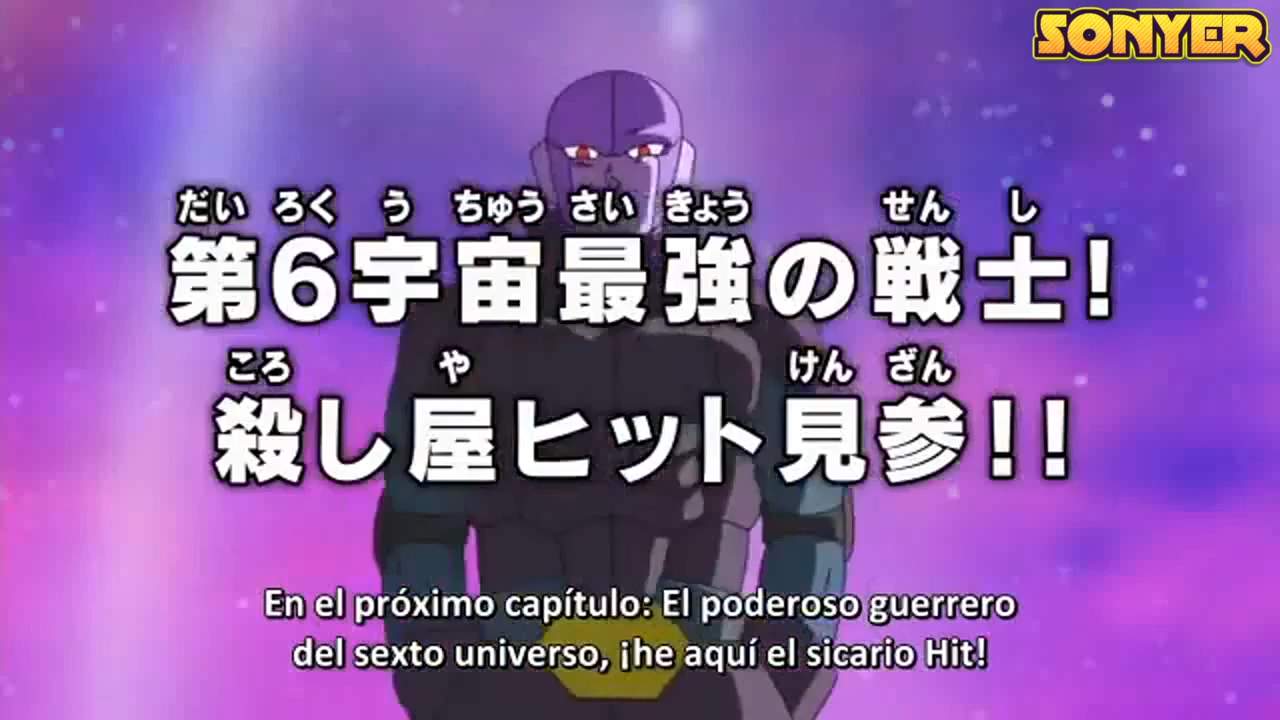 SONYER
だい ろく う ちゅう さい きょう せん し
第6宇宙最強の戦士!
ころ や けん ざん
殺し屋ヒット見参!!
En el próximo capítulo: El poderoso guerrero
del sexto universo, ¡he aquí el sicario Hit!